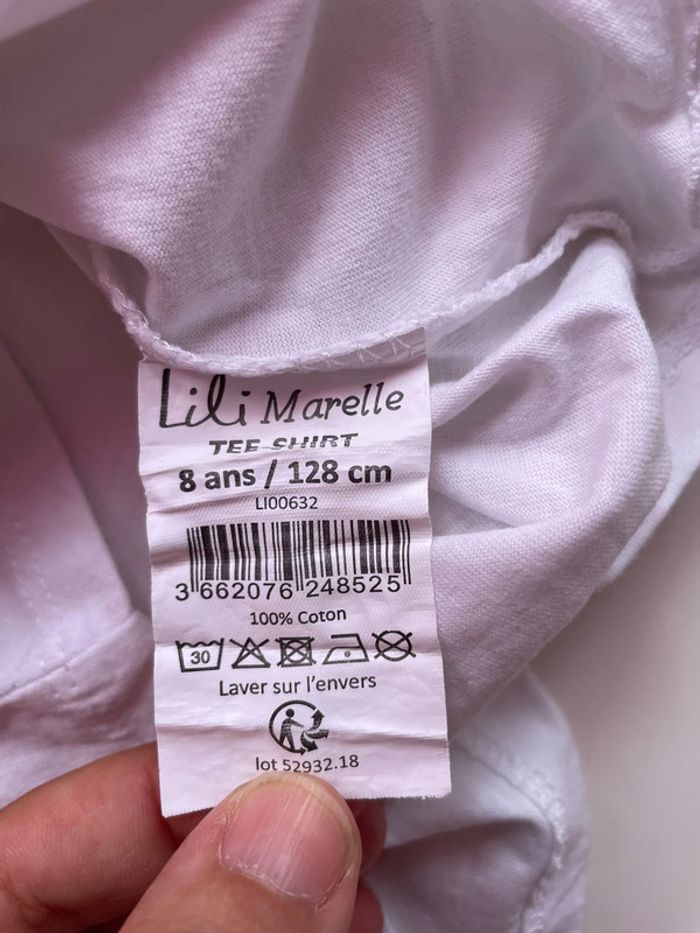 Lili Marelle
TEE SHIRT
8 ans / 128 cm
LI00632
3 662076 248525
100% Coton
30
Laver sur l'envers
lot 52932.18